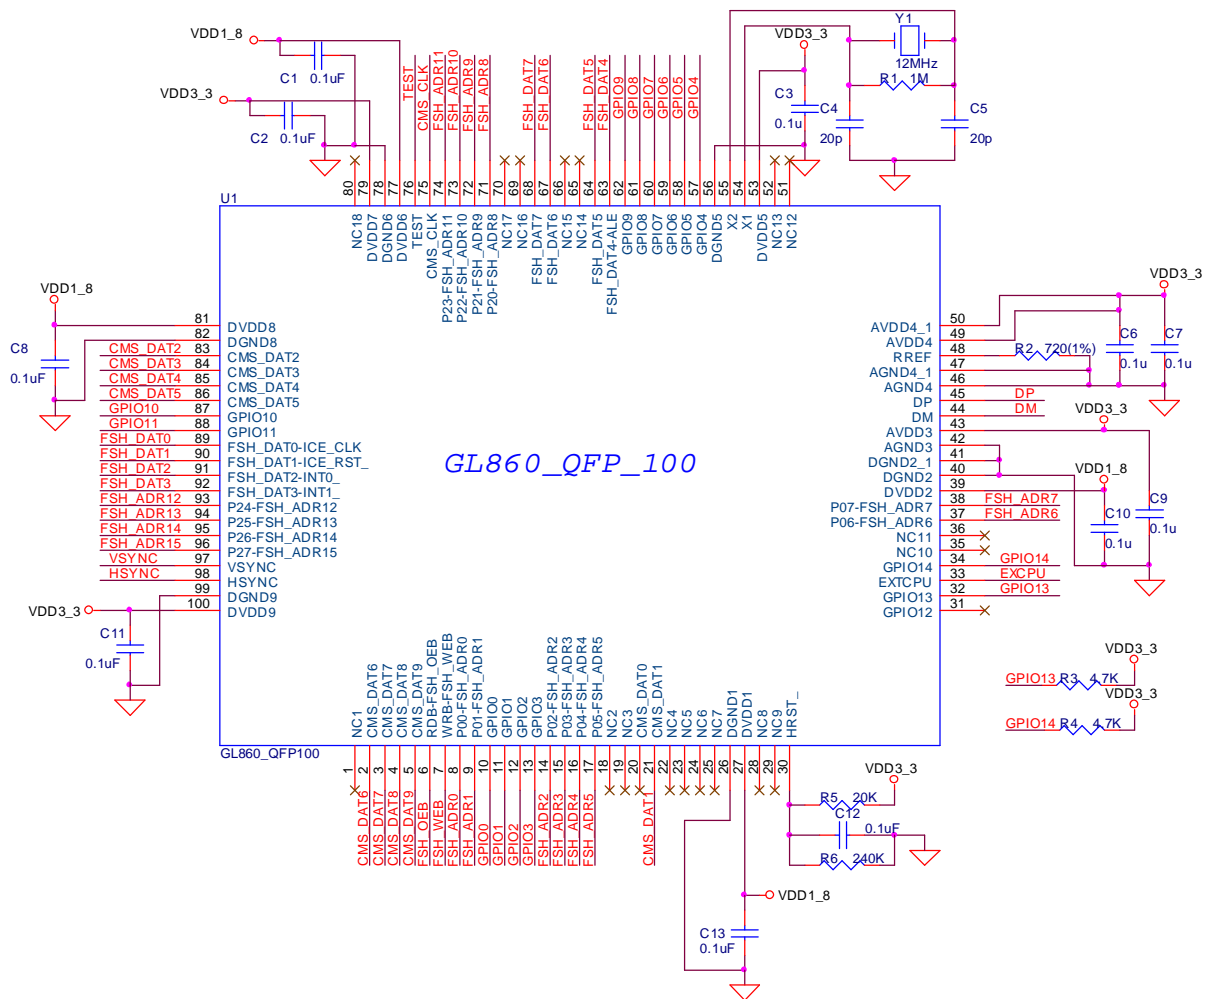 VDD1_8
C1
0.1uF
VDD3_3
C2
0.1uF
TEST
CMS_CLK
FSH_ADR11
FSH_ADR10
FSH_ADR9
FSH_ADR8
FSH_DAT7
FSH_DAT6
FSH_DAT5
FSH_DAT4
GPIO9
GPIO8
GPIO7
GPIO6
GPIO5
GPIO4
VDD3_3
C3
0.1u
Y1
12MHz
R1 1M
C4
20p
C5
20p
80
79
78
77
76
75
74
73
72
71
70
69
68
67
66
65
64
63
62
61
60
59
58
57
56
55
54
53
52
51
U1
NC18
DVDD7
DGND6
DVDD6
TEST
CMS_CLK
P23-FSH_ADR11
P22-FSH_ADR10
P21-FSH_ADR9
P20-FSH_ADR8
NC17
NC16
FSH_DAT7
FSH_DAT6
NC15
NC14
FSH_DAT5
FSH_DAT4-ALE
GPIO9
GPIO8
GPIO7
GPIO6
GPIO5
GPIO4
DGND5
X2
X1
DVDD5
NC13
NC12
VDD1_8
C8
0.1uF
81 DVDD8
82 DGND8
CMS_DAT2 83 CMS_DAT2
CMS_DAT3 84 CMS_DAT3
CMS_DAT4 85 CMS_DAT4
CMS_DAT5 86 CMS_DAT5
GPIO10 87 GPIO10
GPIO11 88 GPIO11
FSH_DAT0 89 FSH_DAT0-ICE_CLK
FSH_DAT1 90 FSH_DAT1-ICE_RST_
FSH_DAT2 91 FSH_DAT2-INT0_
FSH_DAT3 92 FSH_DAT3-INT1_
FSH_ADR12 93 P24-FSH_ADR12
FSH_ADR13 94 P25-FSH_ADR13
FSH_ADR14 95 P26-FSH_ADR14
FSH_ADR15 96 P27-FSH_ADR15
VSYNC 97 VSYNC
HSYNC 98 HSYNC
99 DGND9
VDD3_3 100 DVDD9
C11
0.1uF
GL860_QFP_100
VDD3_3
AVDD4_1 50
AVDD4 49
RREF 48 R2 720(1%)
AGND4_1 47
AGND4 46
DP 45 DP
DM 44 DM
AVDD3 43
AGND3 42
DGND2_1 41
DGND2 40
DVDD2 39
P07-FSH_ADR7 38 FSH_ADR7
P06-FSH_ADR6 37 FSH_ADR6
NC11 36
NC10 35
GPIO14 34 GPIO14
EXTCPU 33 EXCPU
GPIO13 32 GPIO13
GPIO12 31
C6
0.1u
C7
0.1u
VDD3_3
VDD1_8
C10
0.1u
C9
0.1u
VDD3_3
GPIO13 R3 4.7K
VDD3_3
GPIO14 R4 4.7K
NC1
CMS_DAT6
CMS_DAT7
CMS_DAT8
CMS_DAT9
RDB-FSH_OEB
WRB-FSH_WEB
P00-FSH_ADR0
P01-FSH_ADR1
GPIO0
GPIO1
GPIO2
GPIO3
P02-FSH_ADR2
P03-FSH_ADR3
P04-FSH_ADR4
P05-FSH_ADR5
NC2
NC3
CMS_DAT0
CMS_DAT1
NC4
NC5
NC6
NC7
DGND1
DVDD1
NC8
NC9
HRST_
GL860_QFP100
1
2
3
4
5
6
7
8
9
10
11
12
13
14
15
16
17
18
19
20
21
22
23
24
25
26
27
28
29
30
CMS_DAT6
CMS_DAT7
CMS_DAT8
CMS_DAT9
FSH_OEB
FSH_WEB
FSH_ADR0
FSH_ADR1
GPIO0
GPIO1
GPIO2
GPIO3
FSH_ADR2
FSH_ADR3
FSH_ADR4
FSH_ADR5
CMS_DAT1
VDD3_3
R5 20K
C12
0.1uF
R6 240K
VDD1_8
C13
0.1uF